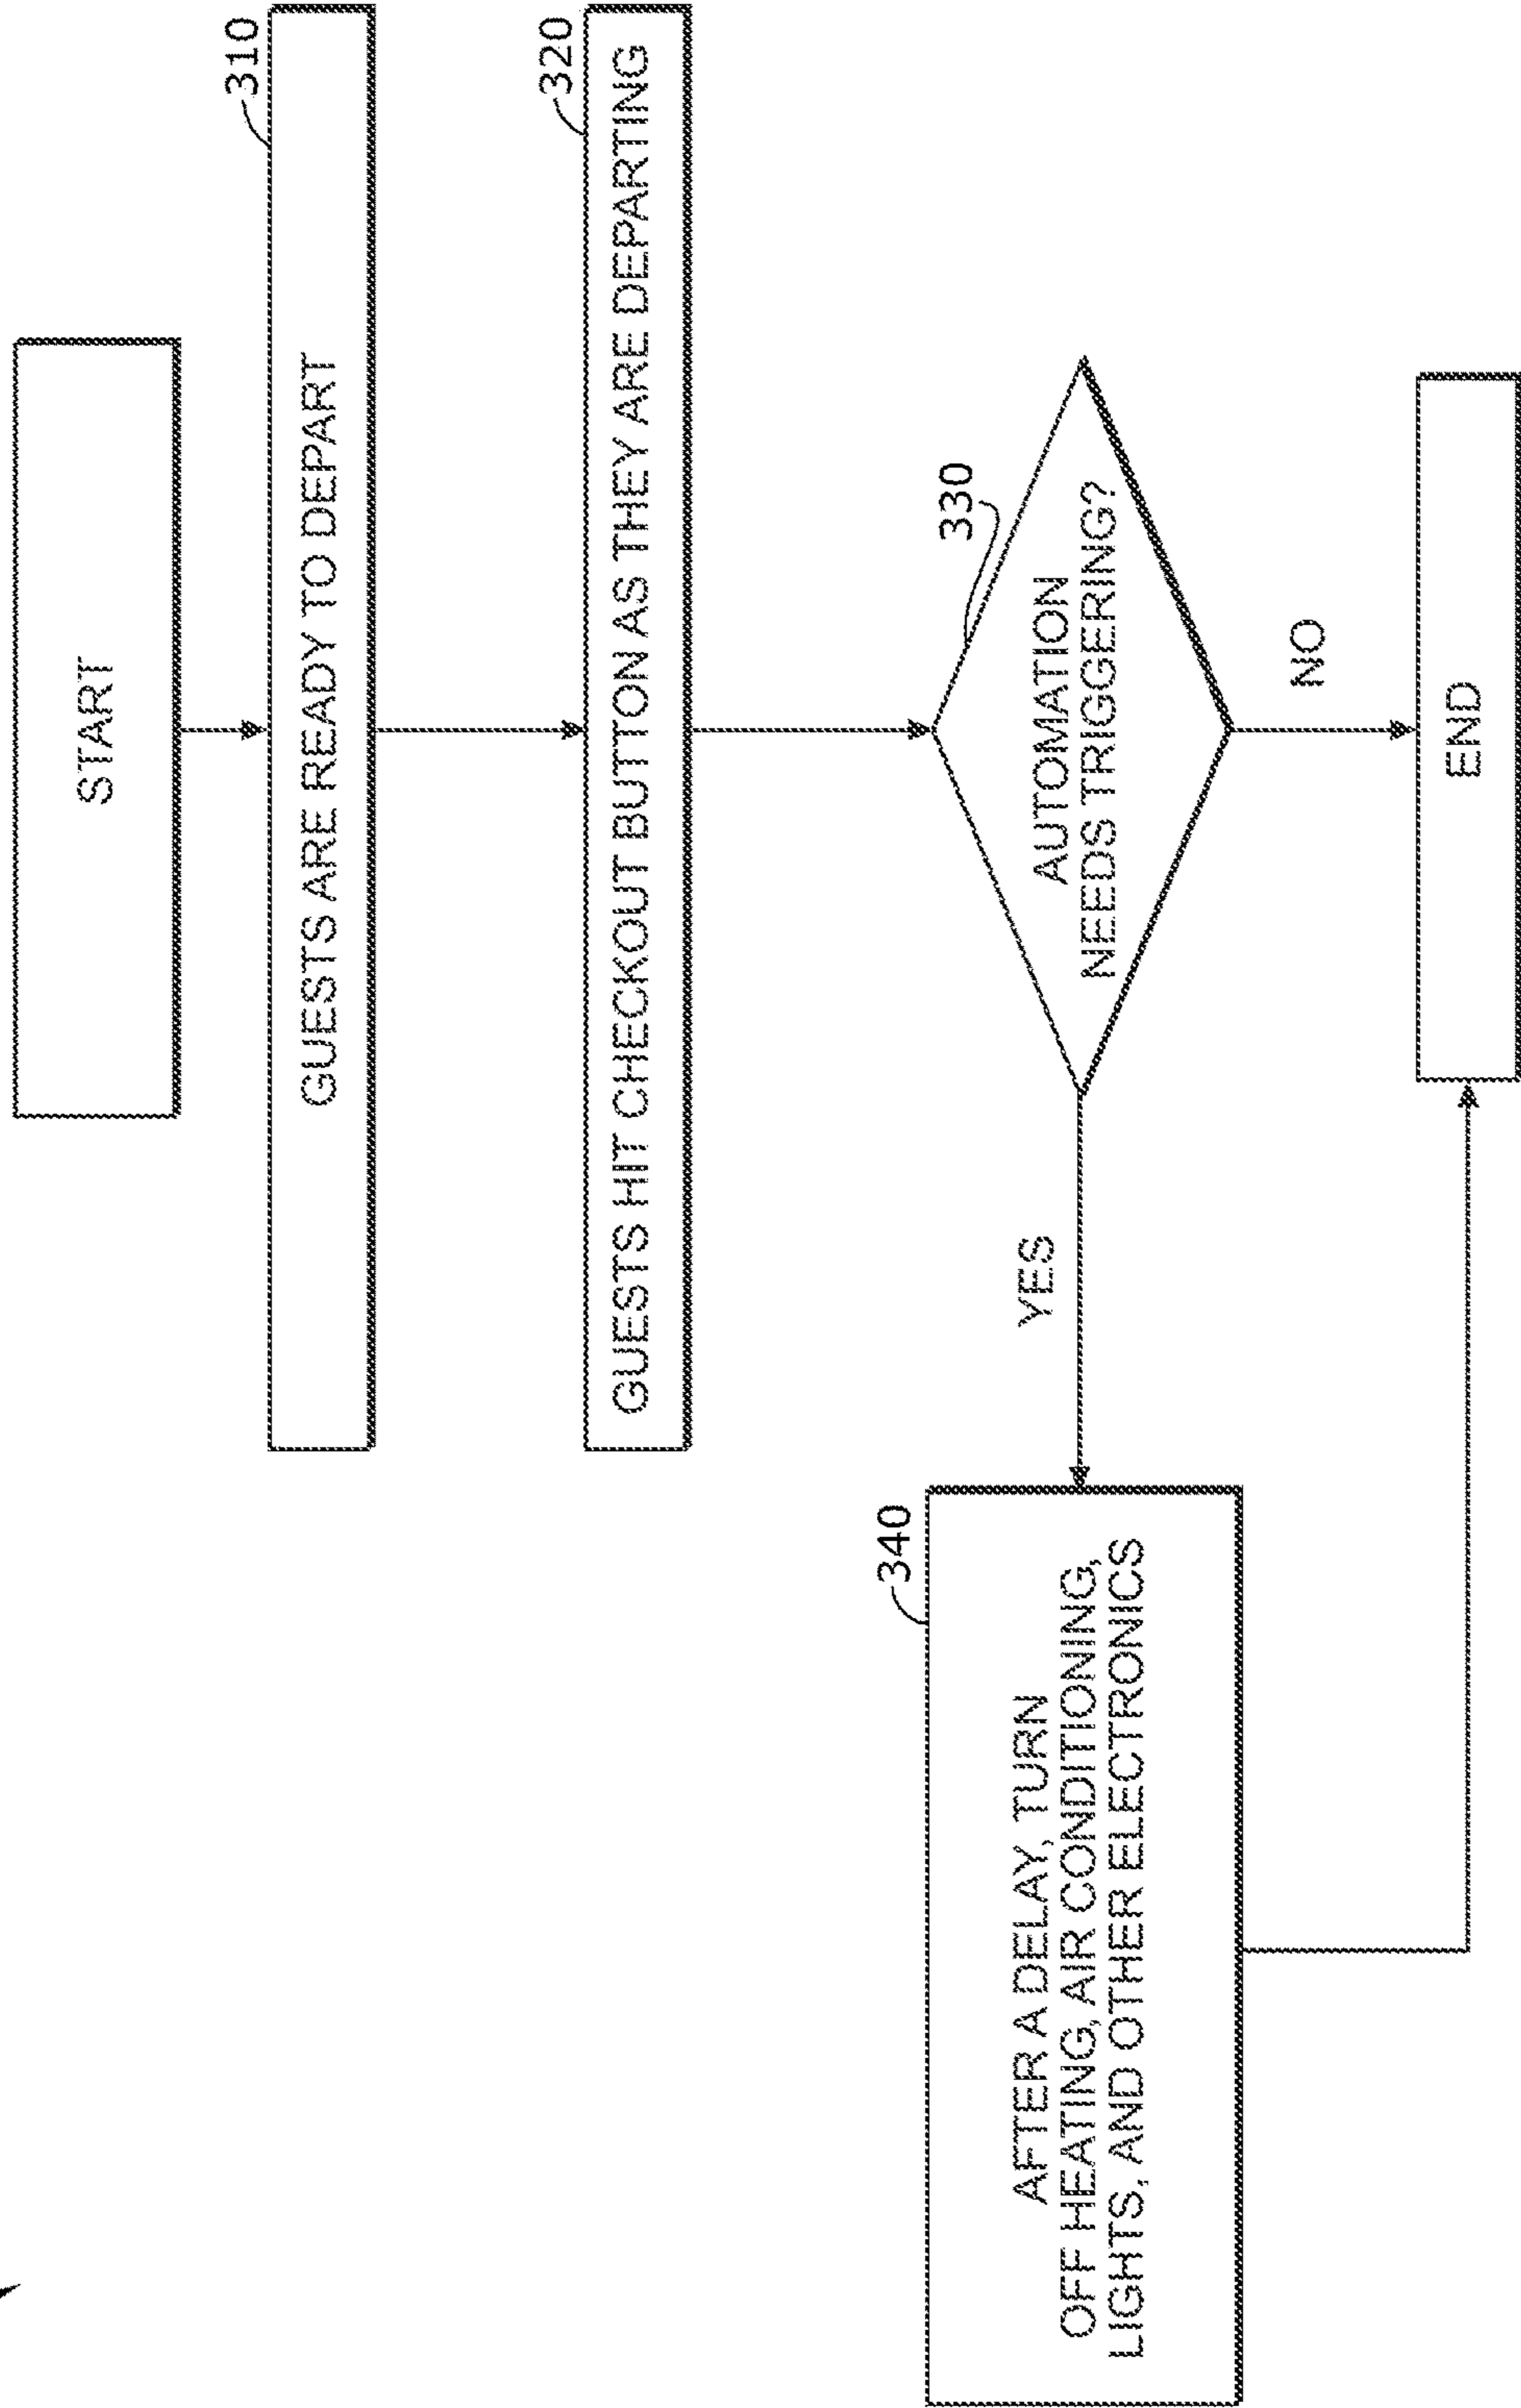 START
310
GUESTS ARE READY TO DEPART
320
GUESTS HIT CHECKOUT BUTTON AS THEY ARE DEPARTING
330
AUTOMATION
NEEDS TRIGGERING?
YES
NO
340
AFTER A DELAY, TURN
OFF HEATING, AIR CONDITIONING,
LIGHTS, AND OTHER ELECTRONICS
END